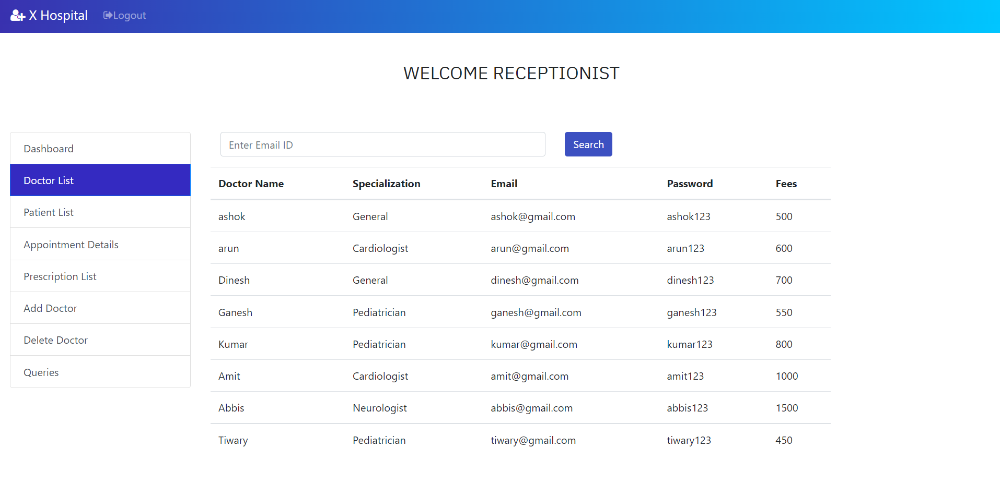 X Hospital Logout
WELCOME RECEPTIONIST
Dashboard
Doctor List
Patient List
Appointment Details
Prescription List
Add Doctor
Delete Doctor
Queries
Enter Email ID Search
Doctor Name Specialization Email Password Fees
ashok General ashok@gmail.com ashok123 500
arun Cardiologist arun@gmail.com arun123 600
Dinesh General dinesh@gmail.com dinesh123 700
Ganesh Pediatrician ganesh@gmail.com ganesh123 550
Kumar Pediatrician kumar@gmail.com kumar123 800
Amit Cardiologist amit@gmail.com amit123 1000
Abbis Neurologist abbis@gmail.com abbis123 1500
Tiwary Pediatrician tiwary@gmail.com tiwary123 450